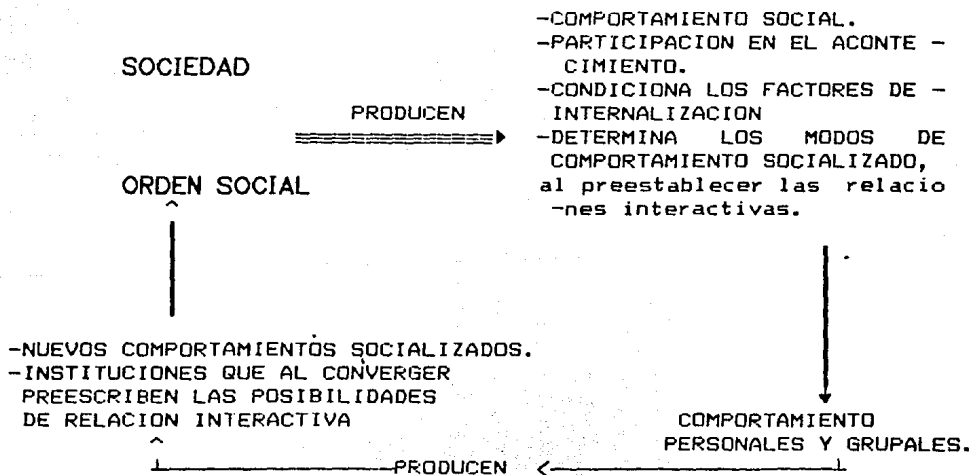 SOCIEDAD
ORDEN SOCIAL
PRODUCEN
-COMPORTAMIENTO SOCIAL.
-PARTICIPACION EN EL ACONTE -
CIMIENTO.
-CONDICIONA LOS FACTORES DE -
INTERNALIZACION
-DETERMINA LOS MODOS DE
COMPORTAMIENTO SOCIALIZADO,
al preestablecer las relacio
-nes interactivas.
COMPORTAMIENTO
PERSONALES Y GRUPALES.
PRODUCEN
-NUEVOS COMPORTAMIENTOS SOCIALIZADOS.
-INSTITUCIONES QUE AL CONVERGER
PREESCRIBEN LAS POSIBILIDADES
DE RELACION INTERACTIVA